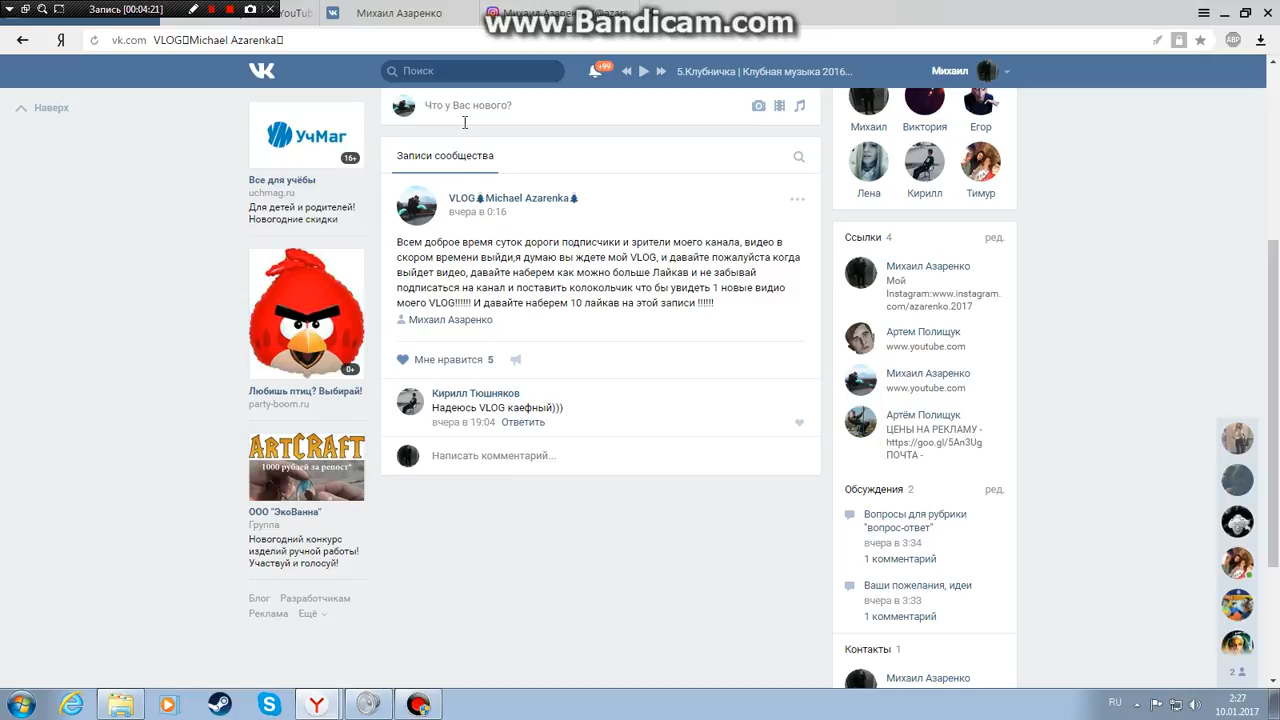 Запись [00:04:21]
YouTube
Михаил Азаренко
www.Bandicam.com
Я
vk.com VLOG Michael Azarenka
ABP
Поиск
+99
5.Клубничка | Клубная музыка 2016...
Михаил
Наверх
УчМаг
16+
Все для учёбы
uchmag.ru
Для детей и родителей!
Новогодние скидки
0+
Любишь птиц? Выбирай!
party-boom.ru
ARTCRAFT
1000 рублей за репост*
ООО "ЭкоВанна"
Группа
Новогодний конкурс
изделий ручной работы!
Участвуй и голосуй!
Блог Разработчикам
Реклама Ещё
Что у Вас нового?
Записи сообщества
VLOG🌲Michael Azarenka🌲
вчера в 0:16
Всем доброе время суток дороги подписчики и зрители моего канала, видео в
скором времени выйди,я думаю вы ждете мой VLOG, и давайте пожалуйста когда
выйдет видео, давайте наберем как можно больше Лайкав и не забывай
подписаться на канал и поставить колокольчик что бы увидеть 1 новые видио
моего VLOG!!!!!! И давайте наберем 10 лайкав на этой записи !!!!!!
Михаил Азаренко
Мне нравится 5
Кирилл Тюшняков
Надеюсь VLOG каефный)))
вчера в 19:04 Ответить
Написать комментарий...
Михаил Виктория Егор
Лена Кирилл Тимур
Ссылки 4 ред.
Михаил Азаренко
Мой
Instagram:www.instagram.
com/azarenko.2017
Артем Полищук
www.youtube.com
Михаил Азаренко
www.youtube.com
Артём Полищук
ЦЕНЫ НА РЕКЛАМУ -
https://goo.gl/5An3Ug
ПОЧТА -
Обсуждения 2 ред.
Вопросы для рубрики
"вопрос-ответ"
вчера в 3:34
1 комментарий
Ваши пожелания, идеи
вчера в 3:33
1 комментарий
Контакты 1
Михаил Азаренко
2
RU
2:27
10.01.2017